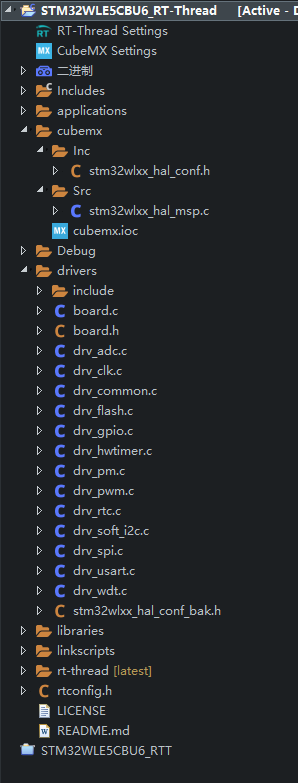 STM32WLE5CBU6_RT-Thread [Active - D
RT-Thread Settings
CubeMX Settings
二进制
Includes
applications
cubemx
Inc
stm32wlxx_hal_conf.h
Src
stm32wlxx_hal_msp.c
MX cubemx.ioc
Debug
drivers
include
board.c
board.h
drv_adc.c
drv_clk.c
drv_common.c
drv_flash.c
drv_gpio.c
drv_hwtimer.c
drv_pm.c
drv_pwm.c
drv_rtc.c
drv_soft_i2c.c
drv_spi.c
drv_usart.c
drv_wdt.c
stm32wlxx_hal_conf_bak.h
libraries
linkscripts
rt-thread [latest]
rtconfig.h
LICENSE
README.md
STM32WLE5CBU6_RTT